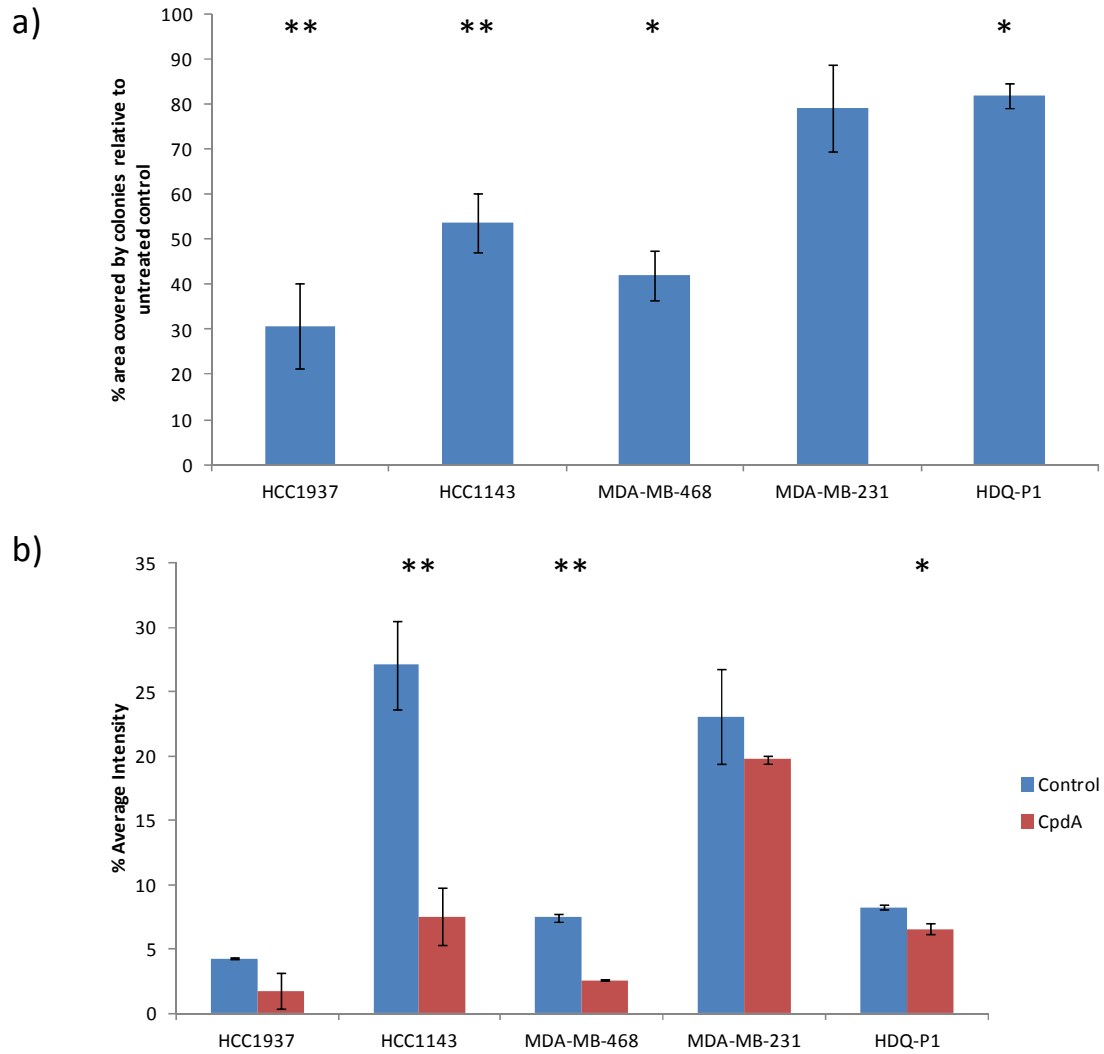 a)
% area covered by colonies relative to
untreated control
100
90
80
70
60
50
40
30
20
10
0
** ** * *
HCC1937 HCC1143 MDA-MB-468 MDA-MB-231 HDQ-P1
b)
% Average Intensity
35
30
25
20
15
10
5
0
** ** *
HCC1937 HCC1143 MDA-MB-468 MDA-MB-231 HDQ-P1
Control
CpdA